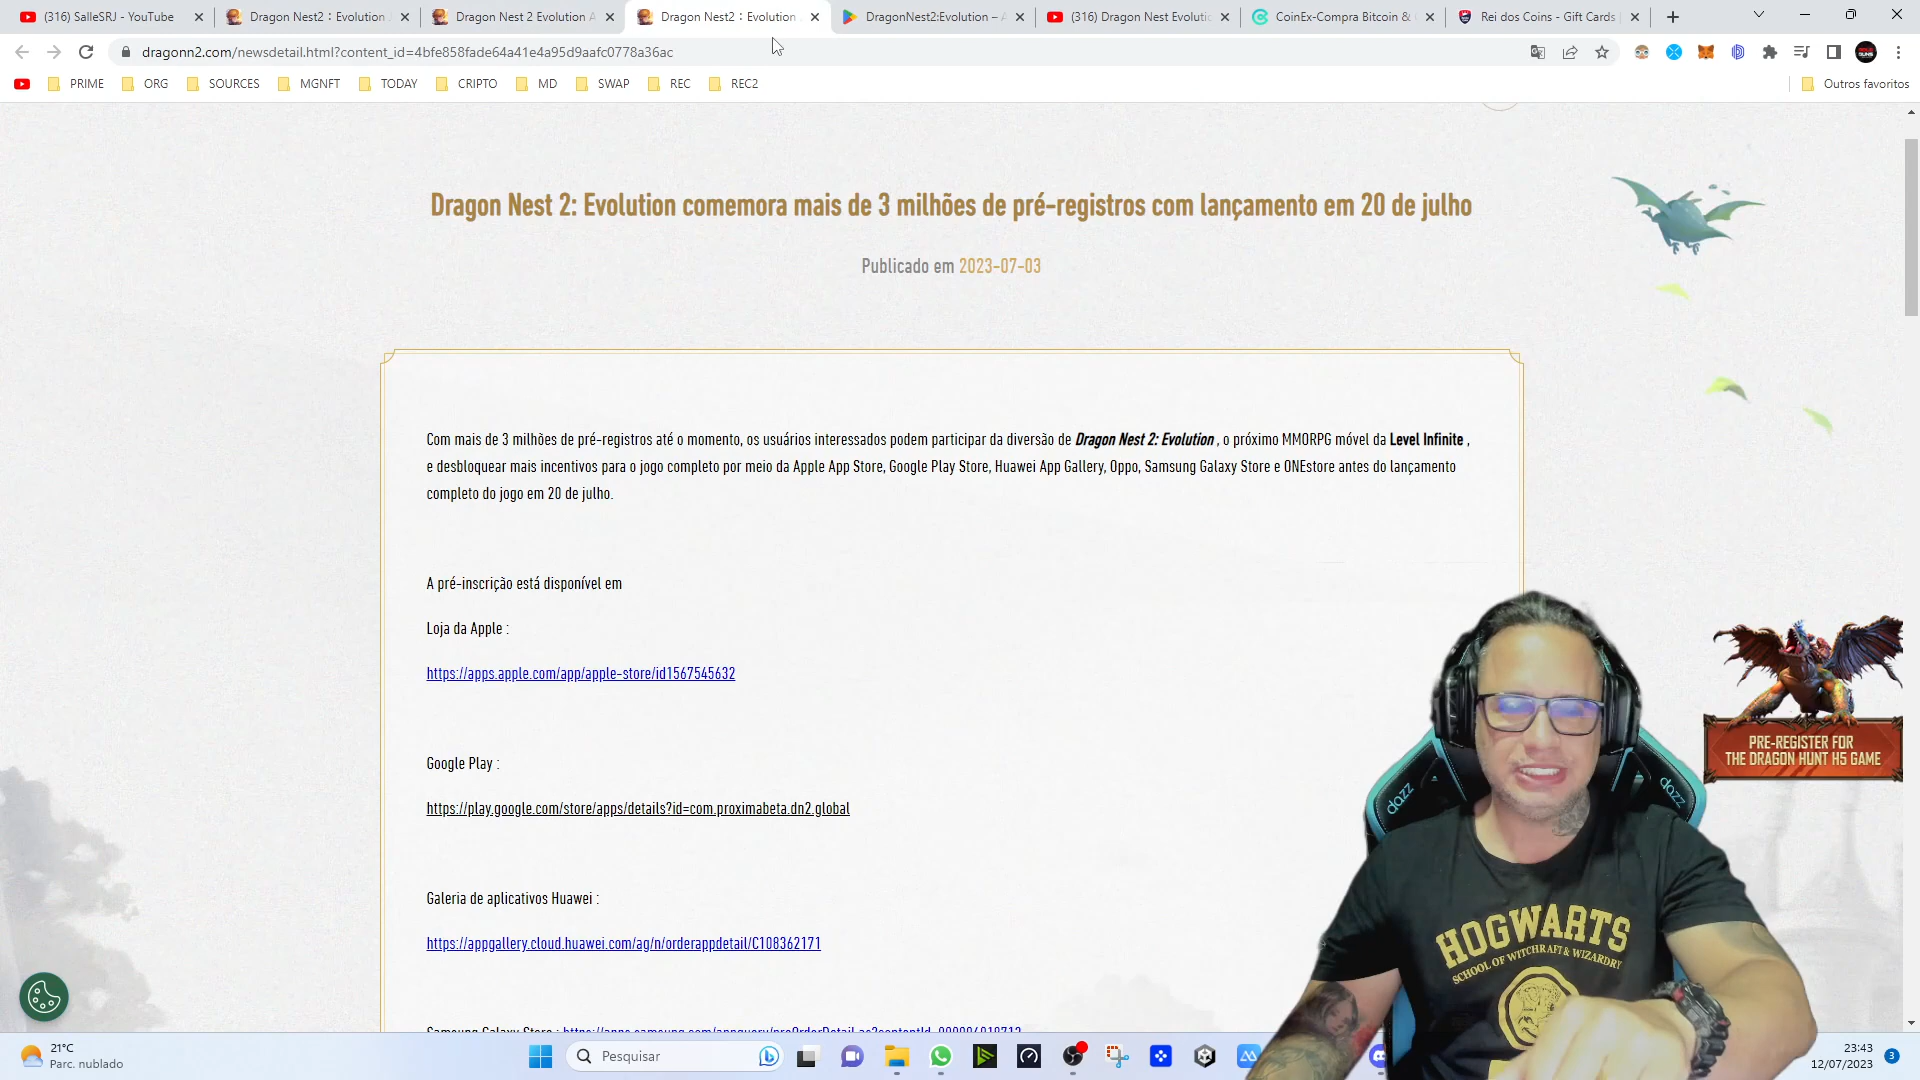 (316) SalleSRJ - YouTube
Dragon Nest2：Evolution
Dragon Nest 2 Evolution A
Dragon Nest2：Evolution
DragonNest2:Evolution – A
(316) Dragon Nest Evolutio
CoinEx-Compra Bitcoin &
Rei dos Coins - Gift Cards
dragonn2.com/newsdetail.html?content_id=4bfe858fade64a41e4a95d9aafc0778a36ac
PRIME
ORG
SOURCES
MGNFT
TODAY
CRIPTO
MD
SWAP
REC
REC2
Outros favoritos
Dragon Nest 2: Evolution comemora mais de 3 milhões de pré-registros com lançamento em 20 de julho
Publicado em 2023-07-03
Com mais de 3 milhões de pré-registros até o momento, os usuários interessados podem participar da diversão de Dragon Nest 2: Evolution , o próximo MMORPG móvel da Level Infinite ,
e desbloquear mais incentivos para o jogo completo por meio da Apple App Store, Google Play Store, Huawei App Gallery, Oppo, Samsung Galaxy Store e ONEstore antes do lançamento
completo do jogo em 20 de julho.
A pré-inscrição está disponível em
Loja da Apple :
https://apps.apple.com/app/apple-store/id1567545632
Google Play :
https://play.google.com/store/apps/details?id=com.proximabeta.dn2.global
Galeria de aplicativos Huawei :
https://appgallery.cloud.huawei.com/ag/n/orderappdetail/C108362171
PRE-REGISTER FOR
THE DRAGON HUNT H5 GAME
dazz
dazz
HOGWARTS
SCHOOL OF WITCHCRAFT & WIZARDRY
21°C
Parc. nublado
Pesquisar
23:43
12/07/2023
3